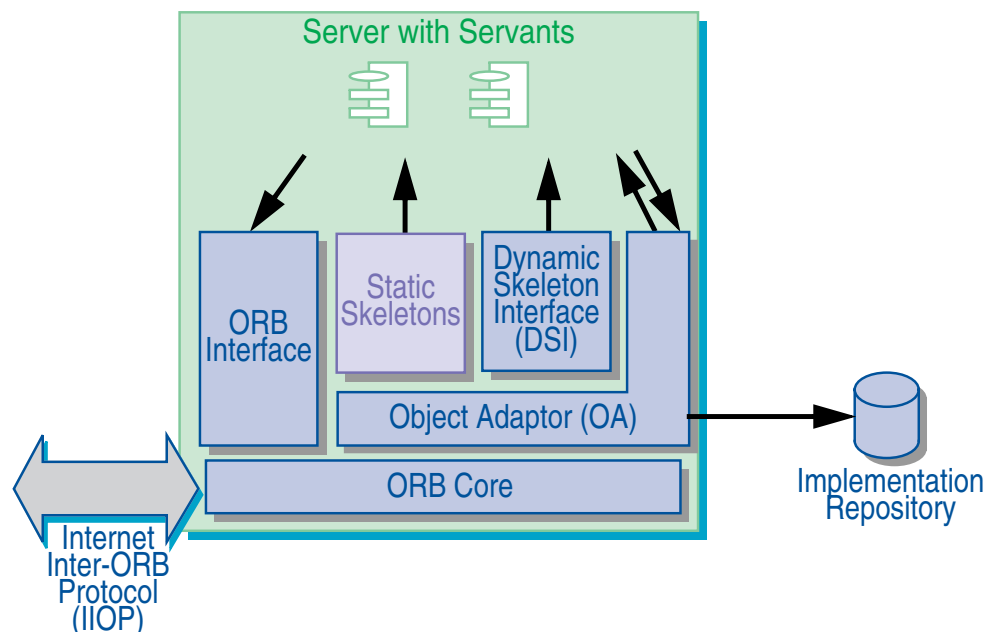 Server with Servants
ORB
Interface
Static
Skeletons
Dynamic
Skeleton
Interface
(DSI)
Object Adaptor (OA)
ORB Core
Internet
Inter-ORB
Protocol
(IIOP)
Implementation
Repository